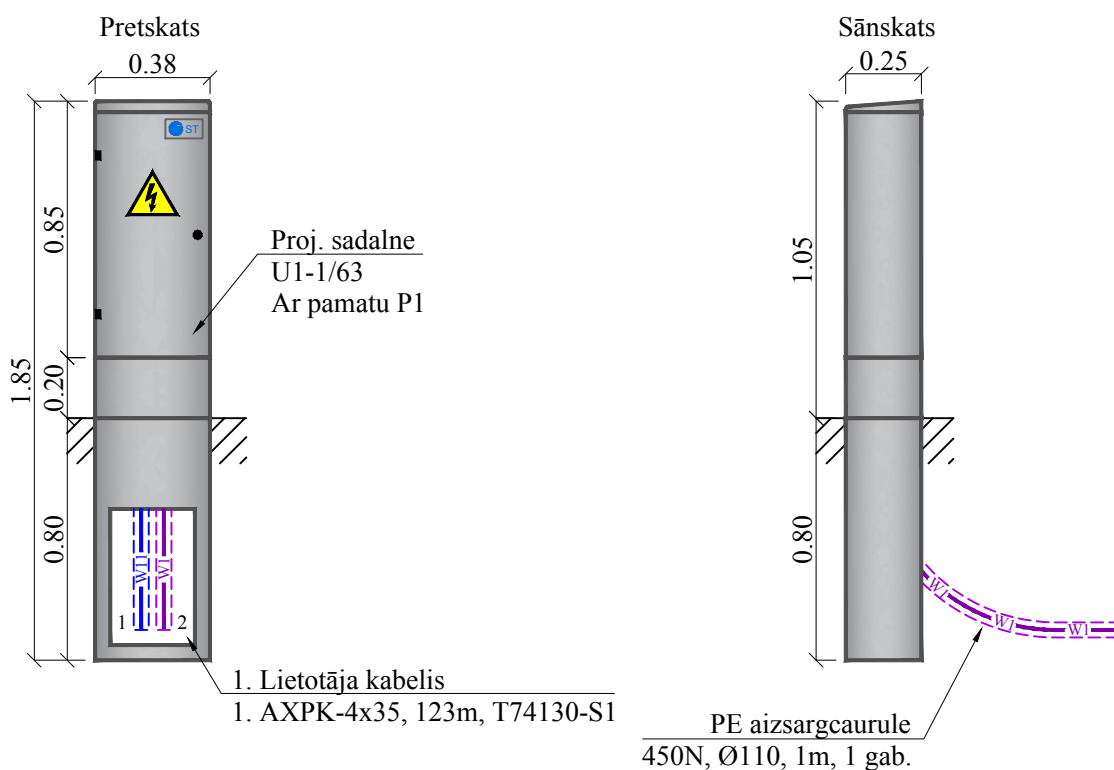 Pretskats
0.38
ST
1.85
0.85
0.20
0.80
Proj. sadalne
U1-1/63
Ar pamatu P1
W11
W1
1
2
1. Lietotāja kabelis
1. AXPK-4x35, 123m, T74130-S1
Sānskats
0.25
1.05
0.80
W1
W1
W1
PE aizsargcaurule
450N, Ø110, 1m, 1 gab.